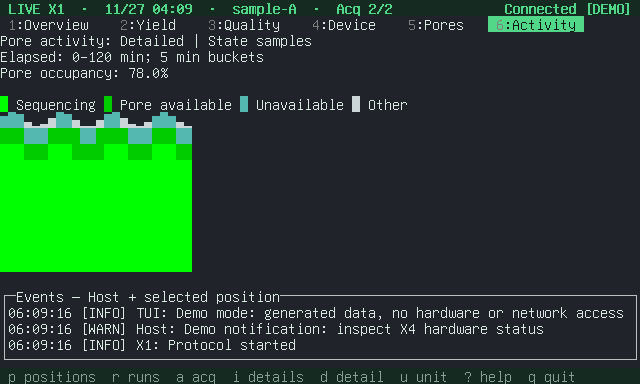 LIVE X1 - 11/27 04:09 - sample-A - Acq 2/2 Connected [DEMO]
1:Overview 2:Yield 3:Quality 4:Device 5:Pores 6:Activity
Pore activity: Detailed | State samples
Elapsed: 0–120 min; 5 min buckets
Pore occupancy: 78.0%
Sequencing Pore available Unavailable Other
Events — Host + selected position
06:09:16 [INFO] TUI: Demo mode: generated data, no hardware or network access
06:09:16 [WARN] Host: Demo notification: inspect X4 hardware status
06:09:16 [INFO] X1: Protocol started
p positions r runs a acq i details d detail u unit ? help q quit